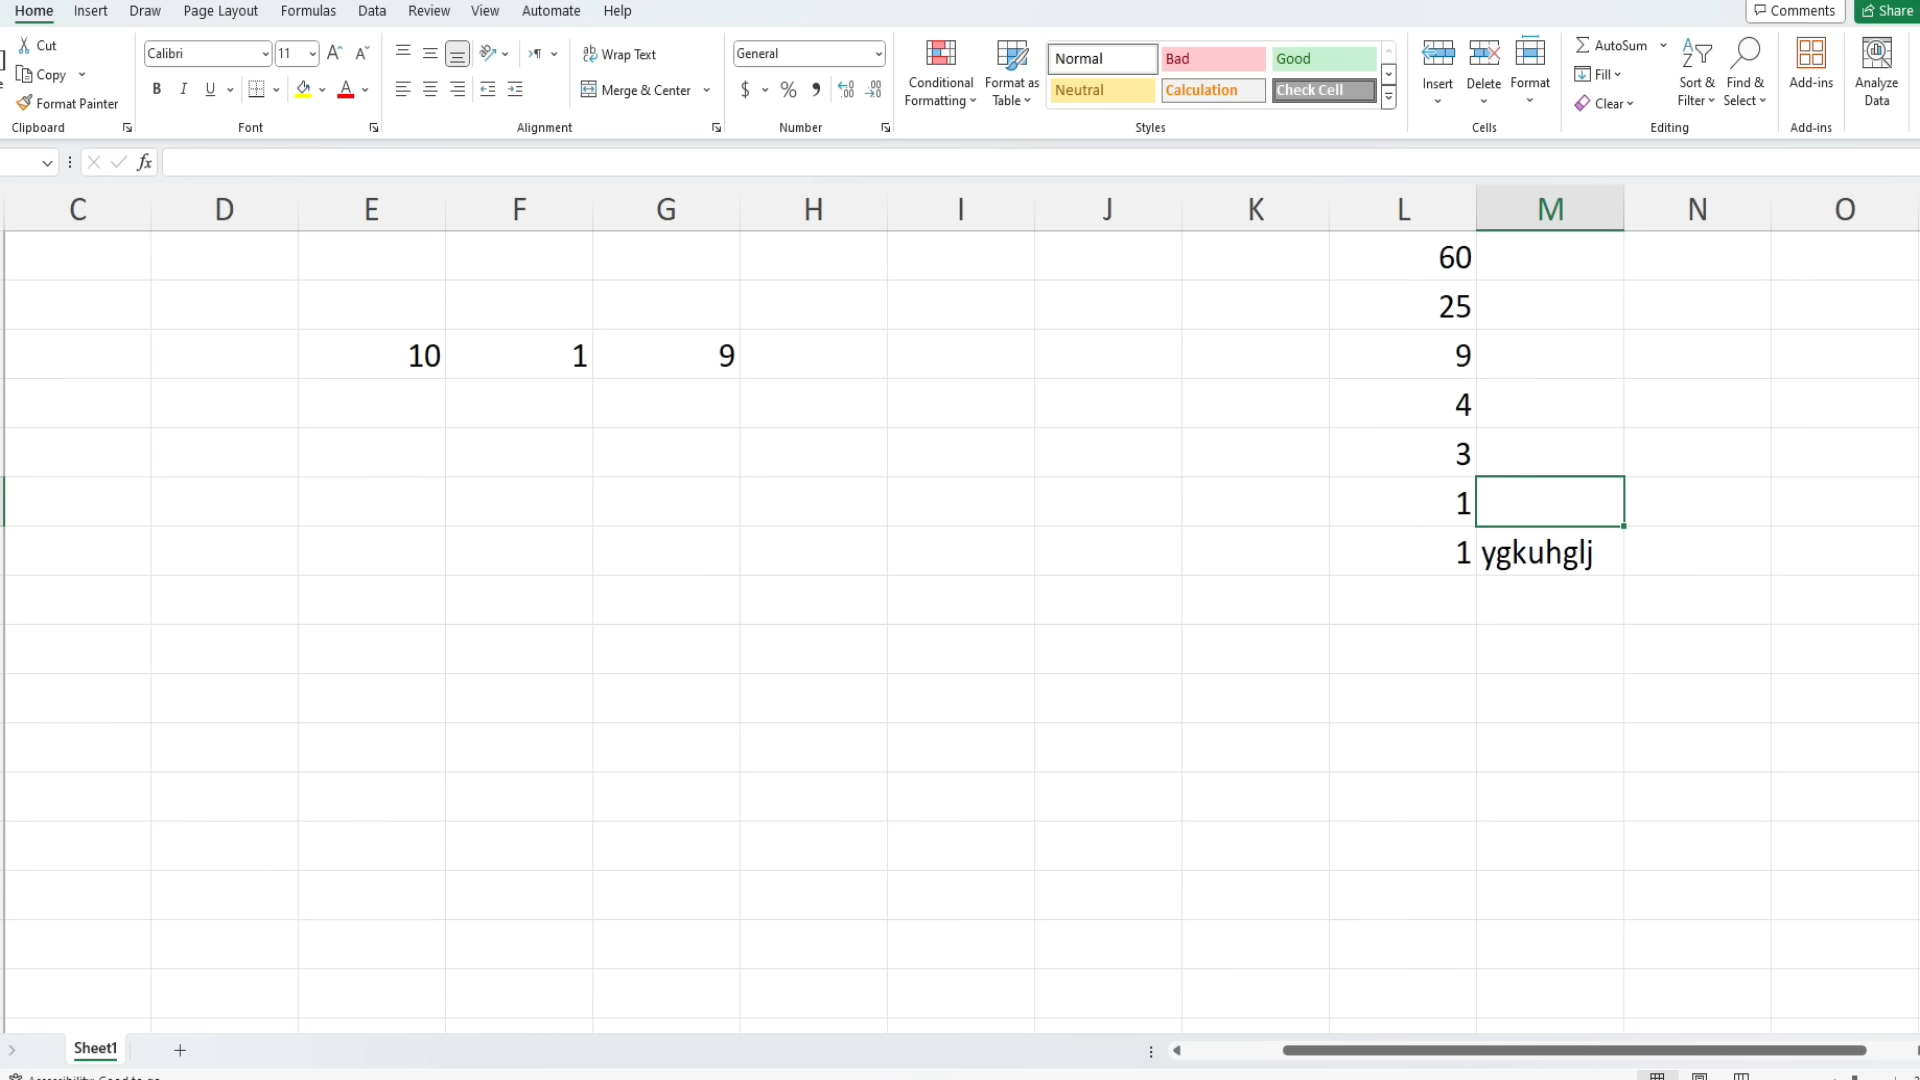 Home Insert Draw Page Layout Formulas Data Review View Automate Help Comments Share
Cut
Copy
Format Painter
Clipboard
Calibri 11
B I U A
Font
Wrap Text
Merge & Center
Alignment
General
$ % ,
Number
Conditional Formatting
Format as Table
Normal Bad Good
Neutral Calculation Check Cell
Styles
Insert Delete Format
Cells
AutoSum
Fill
Clear
Sort & Filter
Find & Select
Editing
Add-ins
Add-ins
Analyze Data
fx
C D E F G H I J K L M N O
60
25
10 1 9 9
4
3
1
1 ygkuhglj
Sheet1